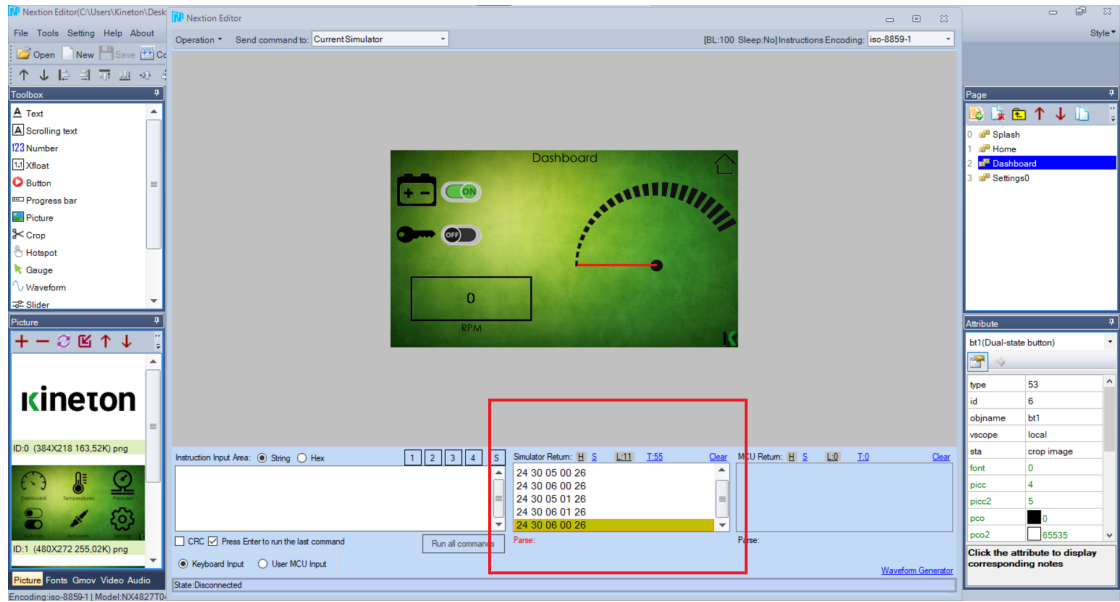 Nextion Editor(C:\Users\Kineton\Desk
File Tools Setting Help About
Open New Save Co
Toolbox
A Text
A Scrolling text
123 Number
1.1 Xfloat
Button
Progress bar
Picture
Crop
Hotspot
Gauge
Waveform
Slider
Picture
Kineton
ID:0 (384X218 163,52K) png
Dashboard Temperatures Pressure
ID:1 (480X272 255,02K) png
Picture Fonts Gmov Video Audio
Encoding:iso-8859-1 | Model:NX4827T0
Nextion Editor
Operation Send command to: Current Simulator
[BL:100 Sleep:No] Instructions Encoding: iso-8859-1
Dashboard
+ - ON
OFF
0
RPM
Instruction Input Area: String Hex 1 2 3 4 S
CRC Press Enter to run the last command Run all commands
Keyboard Input User MCU Input
State:Disconnected
Simulator Return: H S L:11 T:55 Clear
24 30 05 00 26
24 30 06 00 26
24 30 05 01 26
24 30 06 01 26
24 30 06 00 26
Parse:
MCU Return: H S L:0 T:0 Clear
Parse:
Waveform Generator
Style
Page
0 Splash
1 Home
2 Dashboard
3 Settings0
Attribute
bt1(Dual-state button)
type 53
id 6
objname bt1
vscope local
sta crop image
font 0
picc 4
picc2 5
pco 0
pco2 65535
Click the attribute to display
corresponding notes